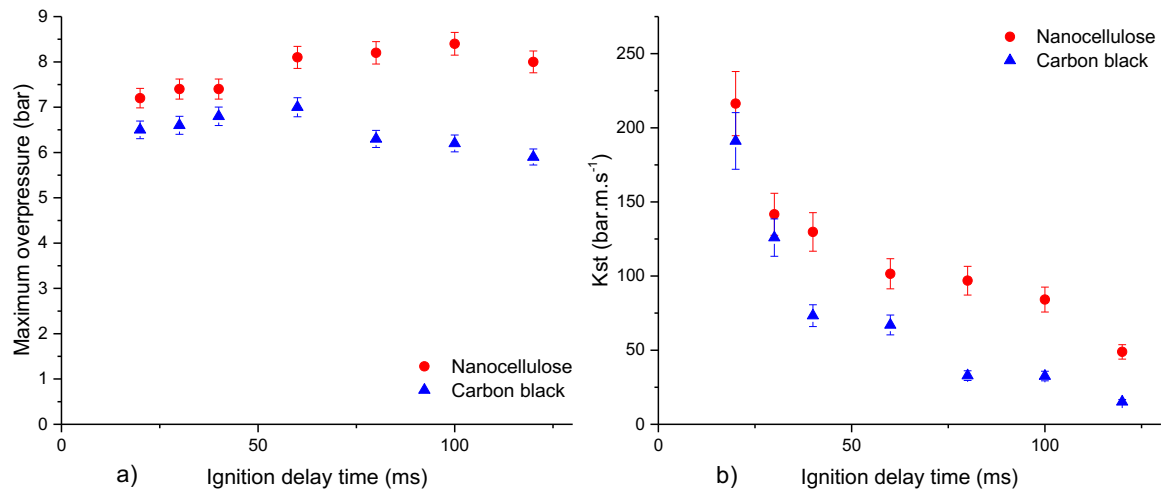 9
8
7
6
5
4
3
2
1
0
Maximum overpressure (bar)
Nanocellulose
Carbon black
0
50
100
a)
Ignition delay time (ms)
250
200
150
100
50
0
Kst (bar.m.s-1)
Nanocellulose
Carbon black
0
50
100
b)
Ignition delay time (ms)